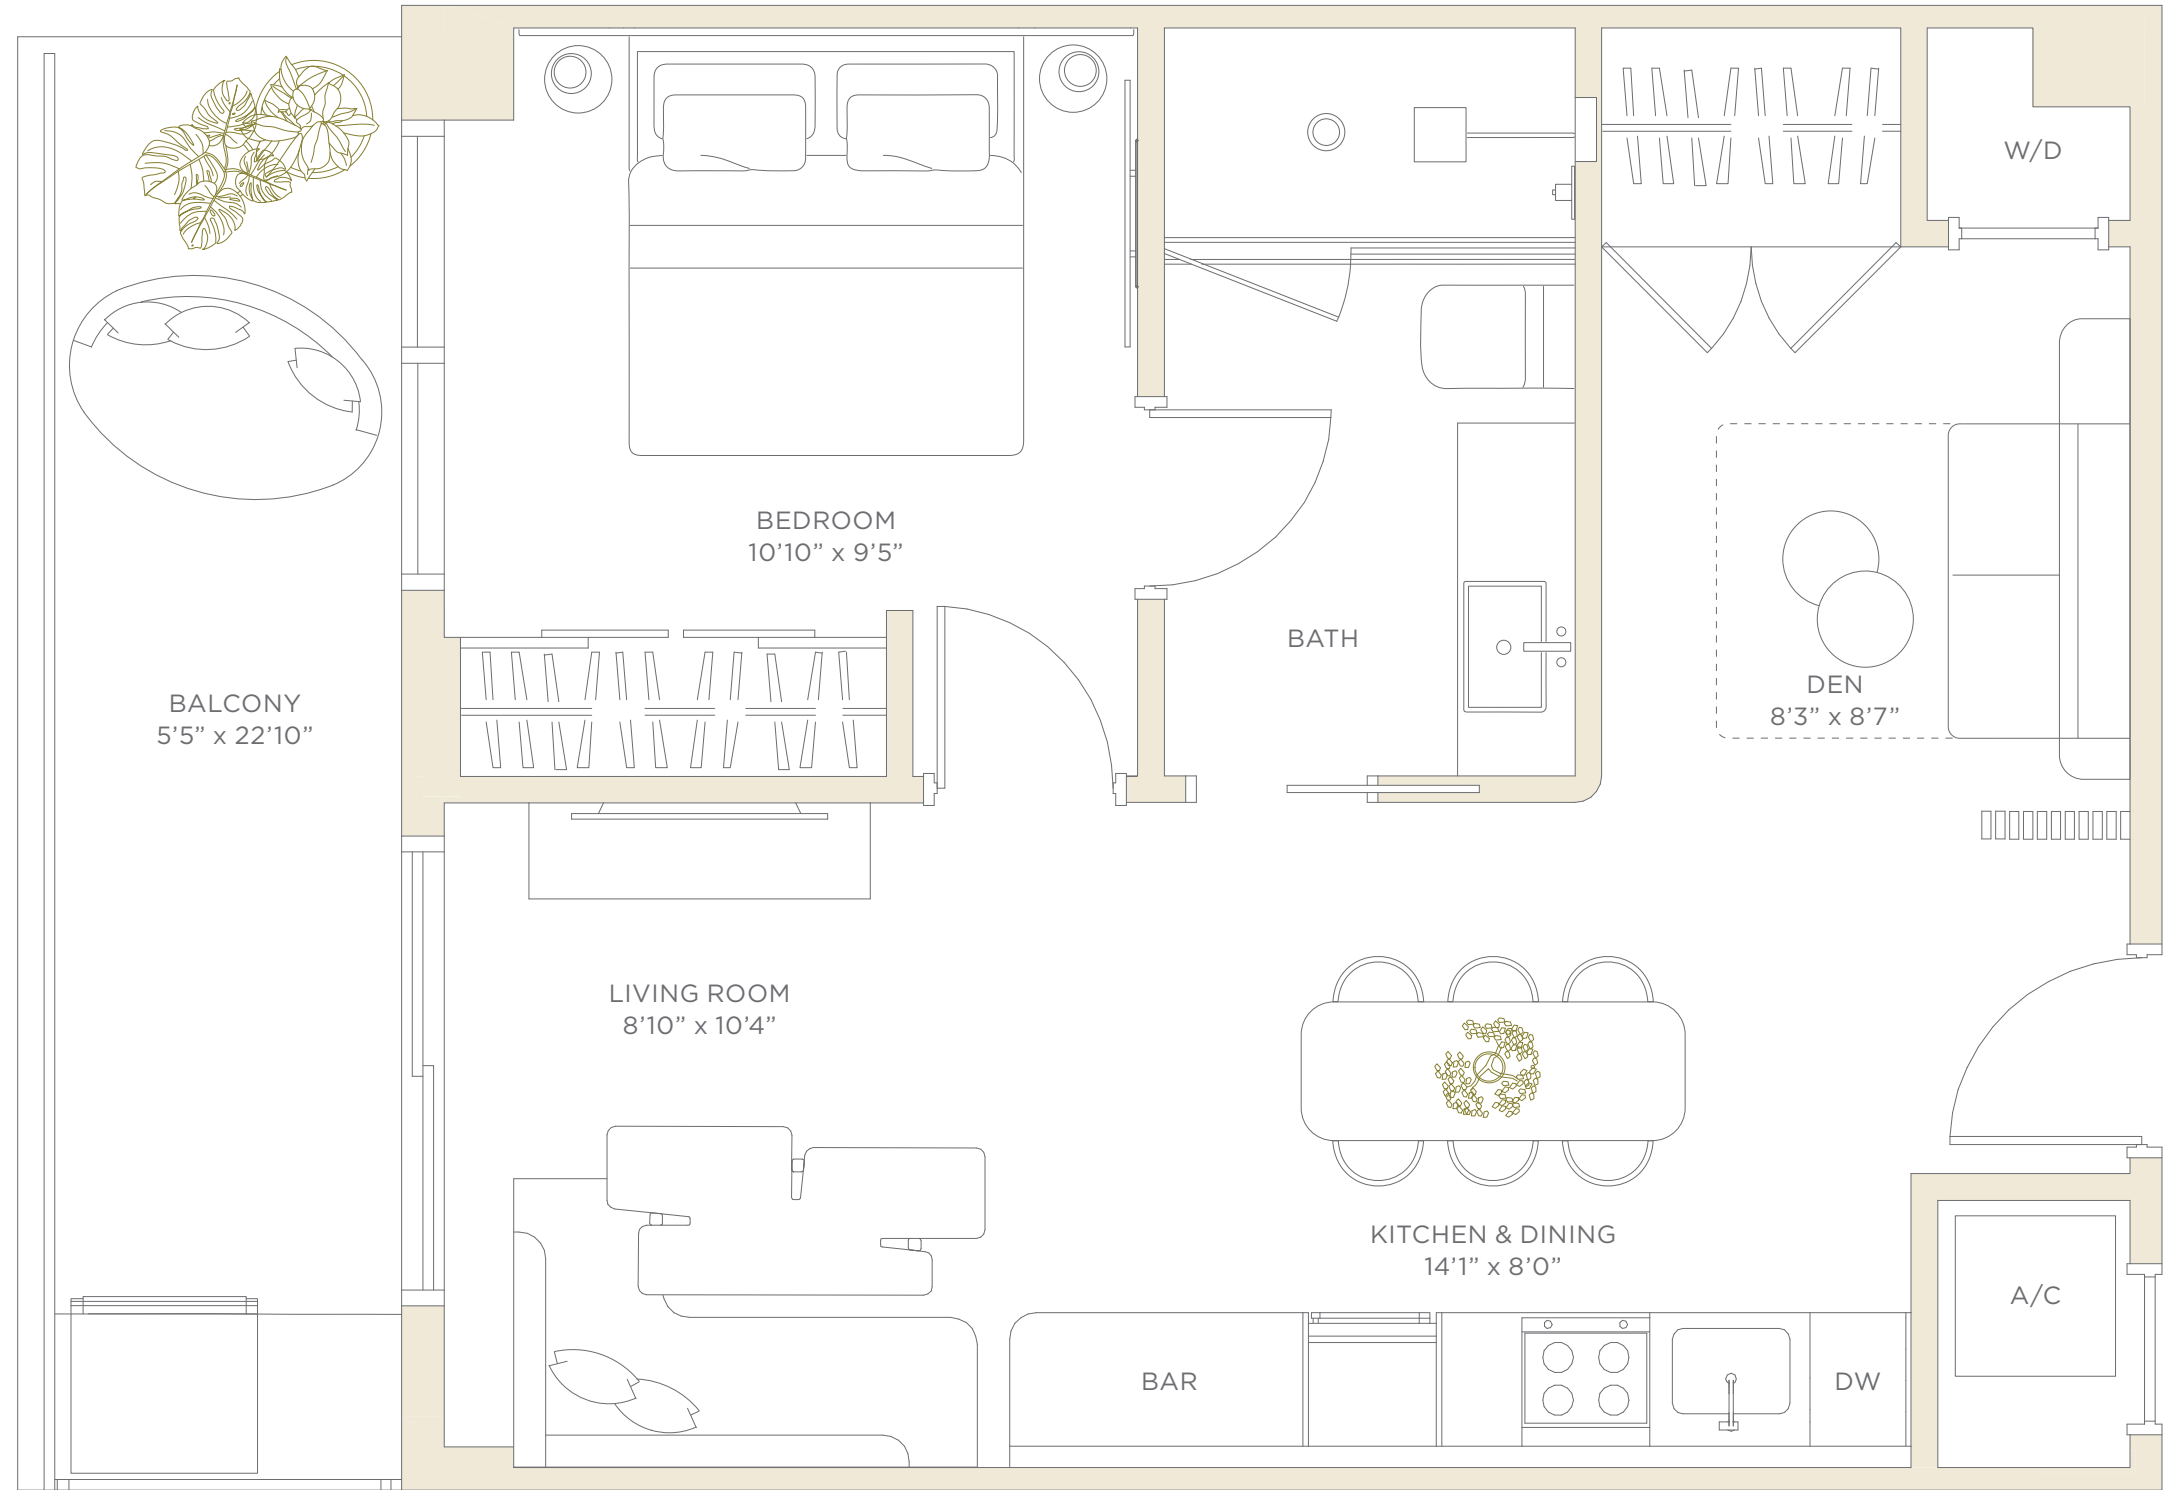 W/D
BEDROOM
10’10” x 9’5”
BATH
DEN
8’3” x 8’7”
BALCONY
5’5” x 22’10”
LIVING ROOM
8’10” x 10’4”
KITCHEN & DINING
14’1” x 8’0”
A/C
BAR
DW